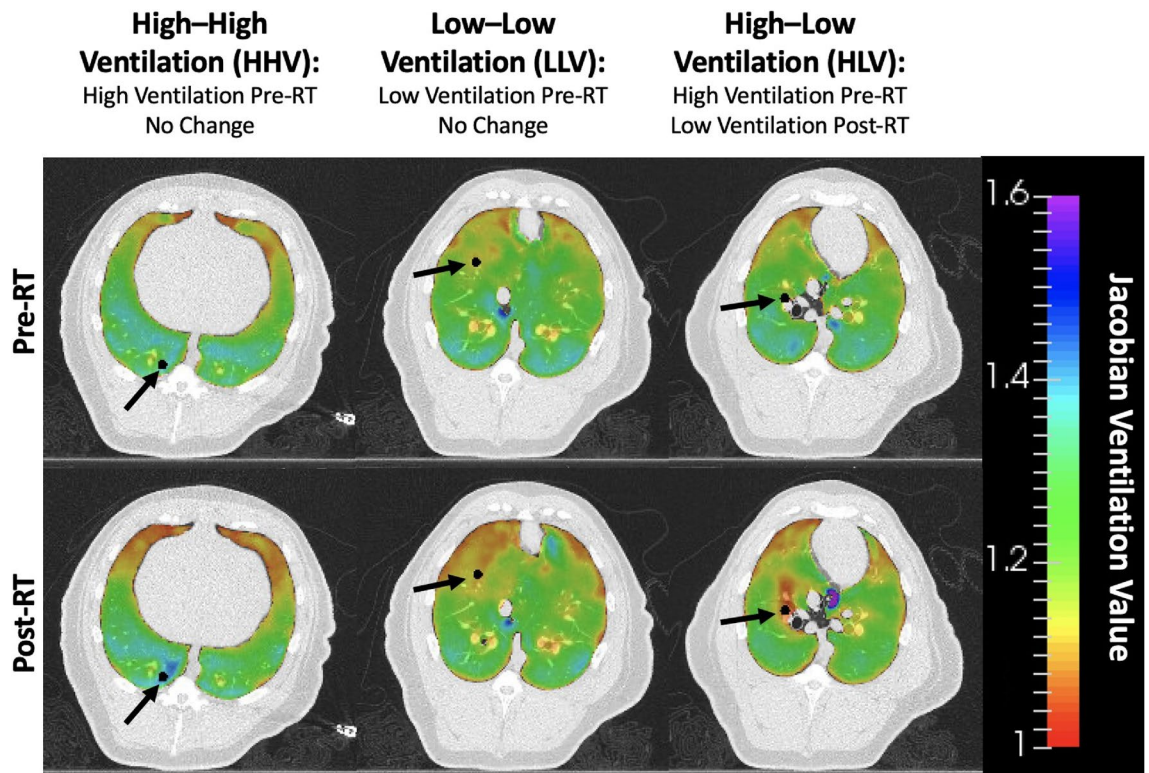 High–High
Ventilation (HHV):
High Ventilation Pre-RT
No Change
Low–Low
Ventilation (LLV):
Low Ventilation Pre-RT
No Change
High–Low
Ventilation (HLV):
High Ventilation Pre-RT
Low Ventilation Post-RT
Pre-RT
Post-RT
1.6
1.4
1.2
1
Jacobian Ventilation Value